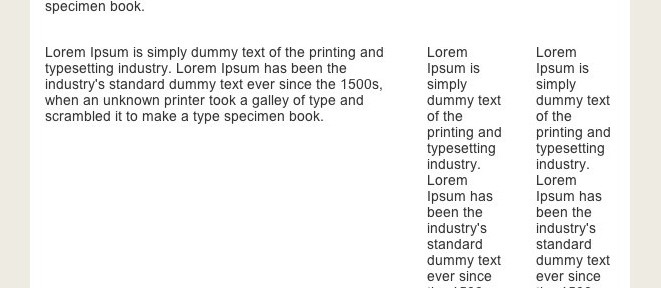 specimen book.
Lorem Ipsum is simply dummy text of the printing and
typesetting industry. Lorem Ipsum has been the
industry's standard dummy text ever since the 1500s,
when an unknown printer took a galley of type and
scrambled it to make a type specimen book.
Lorem
Ipsum is
simply
dummy text
of the
printing and
typesetting
industry.
Lorem
Ipsum has
been the
industry's
standard
dummy text
ever since
Lorem
Ipsum is
simply
dummy text
of the
printing and
typesetting
industry.
Lorem
Ipsum has
been the
industry's
standard
dummy text
ever since